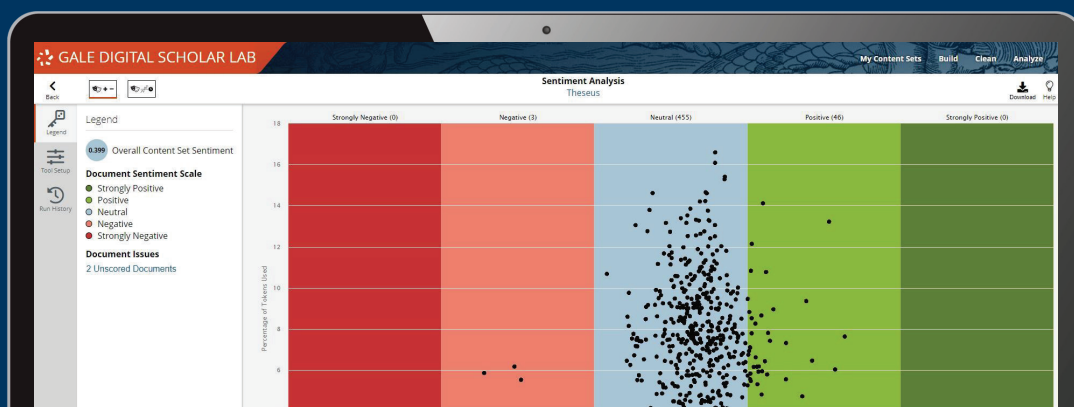 GALE DIGITAL SCHOLAR LAB
My Content Sets Build Clean Analyze
Back
Sentiment Analysis
Theseus
Download Help
Legend
Tool Setup
Run History
Legend
0.399 Overall Content Set Sentiment
Document Sentiment Scale
Strongly Positive
Positive
Neutral
Negative
Strongly Negative
Document Issues
2 Unscored Documents
Strongly Negative (0) Negative (3) Neutral (455) Positive (46) Strongly Positive (0)
Percentage of Tokens Used
18
16
14
12
10
8
6